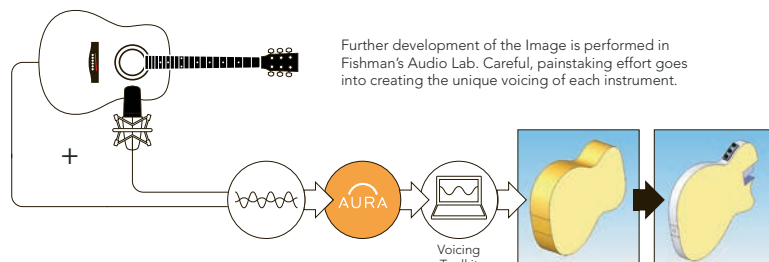 Further development of the Image is performed in
Fishman's Audio Lab. Careful, painstaking effort goes
into creating the unique voicing of each instrument.
+
AURA
Voicing